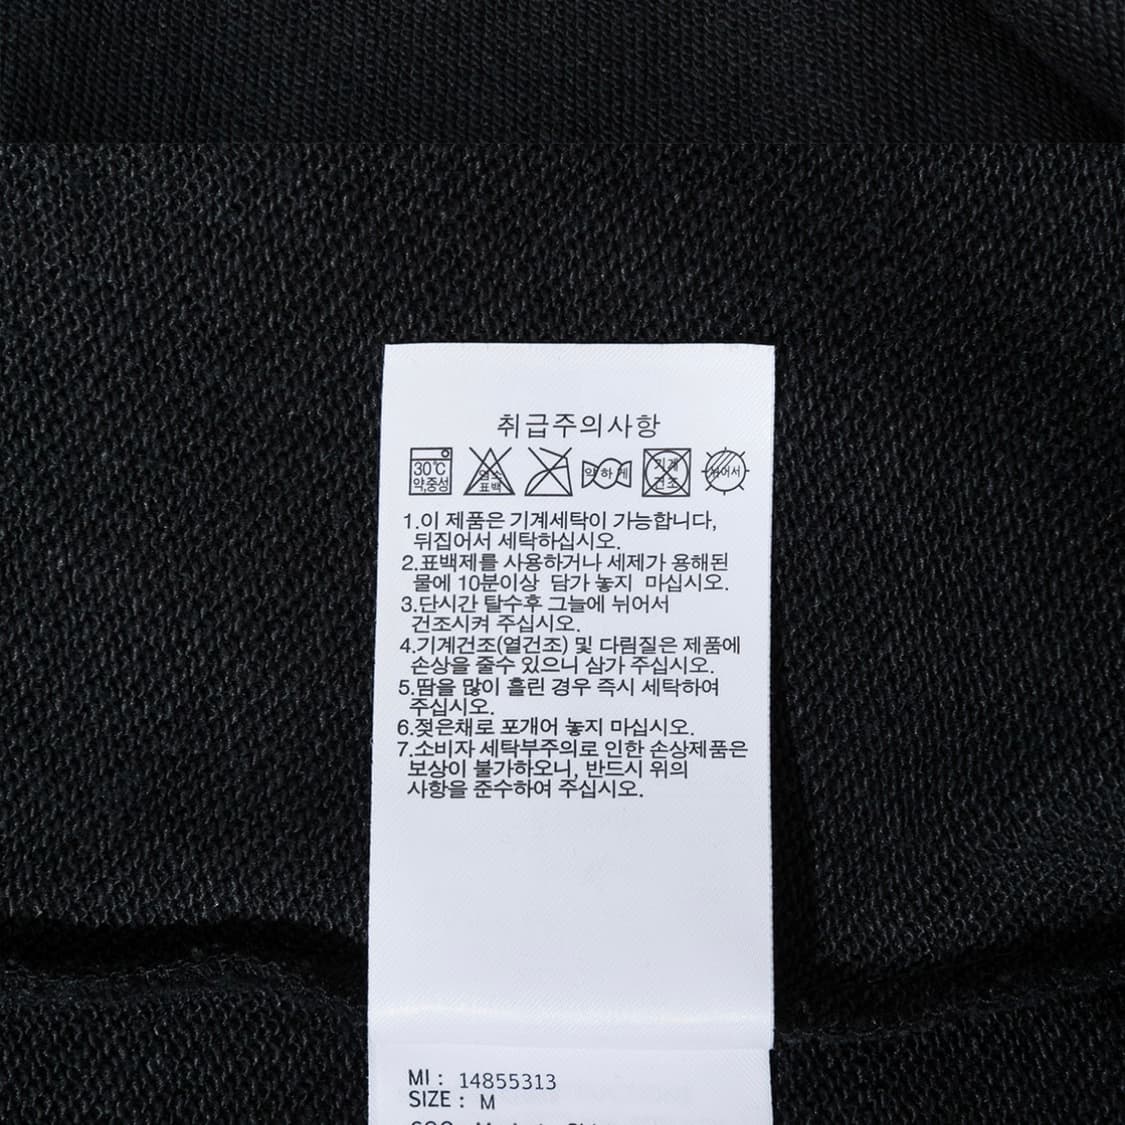 취급주의사항
30℃ 약하게 기계 뉘어서
약,중성 표백 건조
1.이 제품은 기계세탁이 가능합니다,
뒤집어서 세탁하십시오.
2.표백제를 사용하거나 세제가 용해된
물에 10분이상 담가 놓지 마십시오.
3.단시간 탈수후 그늘에 뉘어서
건조시켜 주십시오.
4.기계건조(열건조) 및 다림질은 제품에
손상을 줄수 있으니 삼가 주십시오.
5.땀을 많이 흘린 경우 즉시 세탁하여
주십시오.
6.젖은채로 포개어 놓지 마십시오.
7.소비자 세탁부주의로 인한 손상제품은
보상이 불가하오니, 반드시 위의
사항을 준수하여 주십시오.
MI : 14855313
SIZE : M